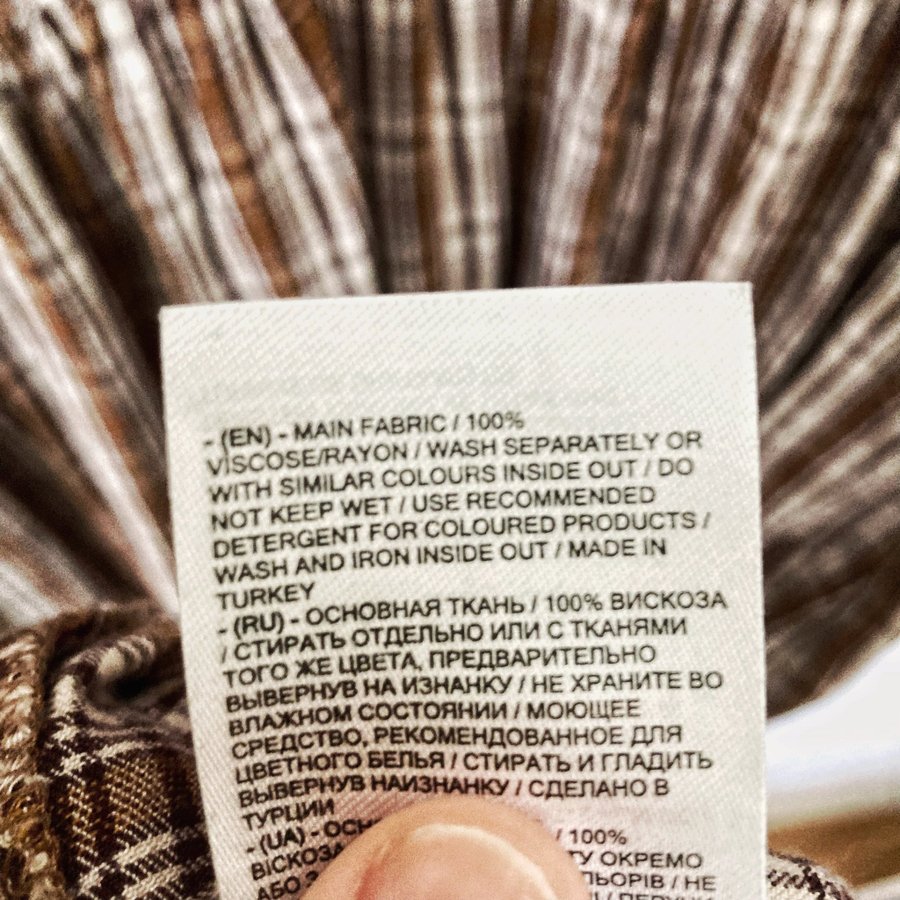 - (EN) - MAIN FABRIC / 100%
VISCOSE/RAYON / WASH SEPARATELY OR
WITH SIMILAR COLOURS INSIDE OUT / DO
NOT KEEP WET / USE RECOMMENDED
DETERGENT FOR COLOURED PRODUCTS /
WASH AND IRON INSIDE OUT / MADE IN
TURKEY
- (RU) - ОСНОВНАЯ ТКАНЬ / 100% ВИСКОЗА
/ СТИРАТЬ ОТДЕЛЬНО ИЛИ С ТКАНЯМИ
ТОГО ЖЕ ЦВЕТА, ПРЕДВАРИТЕЛЬНО
ВЫВЕРНУВ НА ИЗНАНКУ / НЕ ХРАНИТЕ ВО
ВЛАЖНОМ СОСТОЯНИИ / МОЮЩЕЕ
СРЕДСТВО, РЕКОМЕНДОВАННОЕ ДЛЯ
ЦВЕТНОГО БЕЛЬЯ / СТИРАТЬ И ГЛАДИТЬ
ВЫВЕРНУВ НАИЗНАНКУ / СДЕЛАНО В
ТУРЦИИ
- (UA) - / 100%
ВІСКОЗА ОКРЕМО
АБО / НЕ